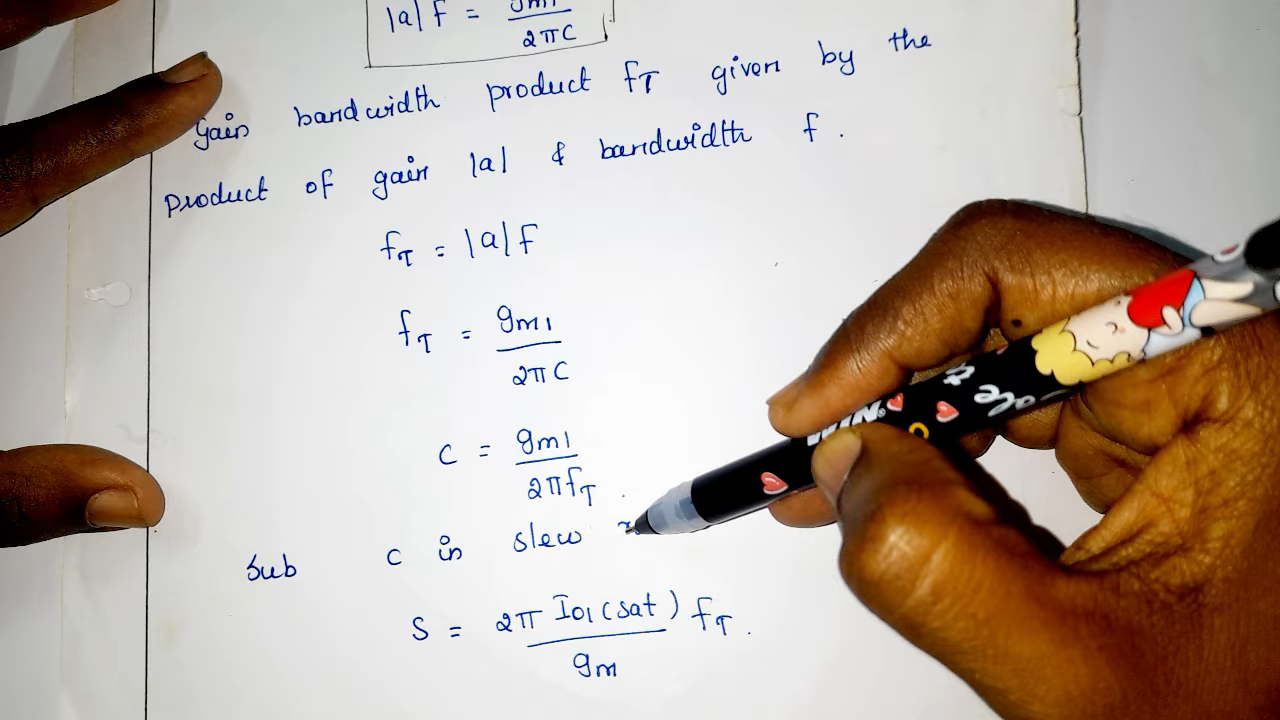 |a| f = gm1 / 2πC
Gain bandwidth product fT given by the
product of gain |a| & bandwidth f.
fT = |a| f
fT = gm1 / 2πC
C = gm1 / 2πfT
Sub C in slew
S = 2π I01(sat) fT / gm